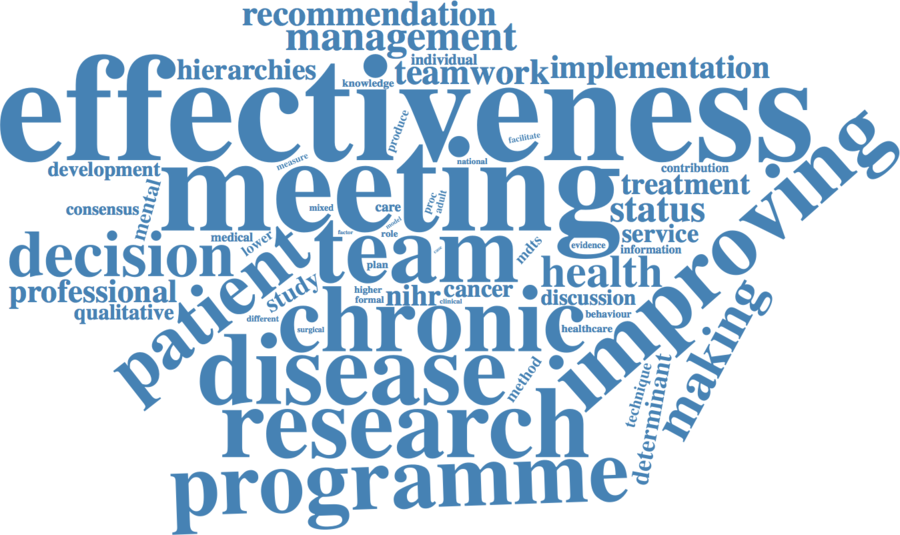 recommendation
management
individual
hierarchies
knowledge
teamwork
implementation
effectiveness
produce
facilitate
measure
national
development
meeting
contribution
treatment
improving
mental
consensus
mixed
care
proc
adult
status
model
role
factor
medical
lower
team
case
mdts
evidence
service
information
decision
patient
plan
health
professional
study
higher
formal
nihr
clinical
cancer
discussion
qualitative
different
surgical
chronic
behaviour
healthcare
making
disease
method
technique
determinant
research
programme